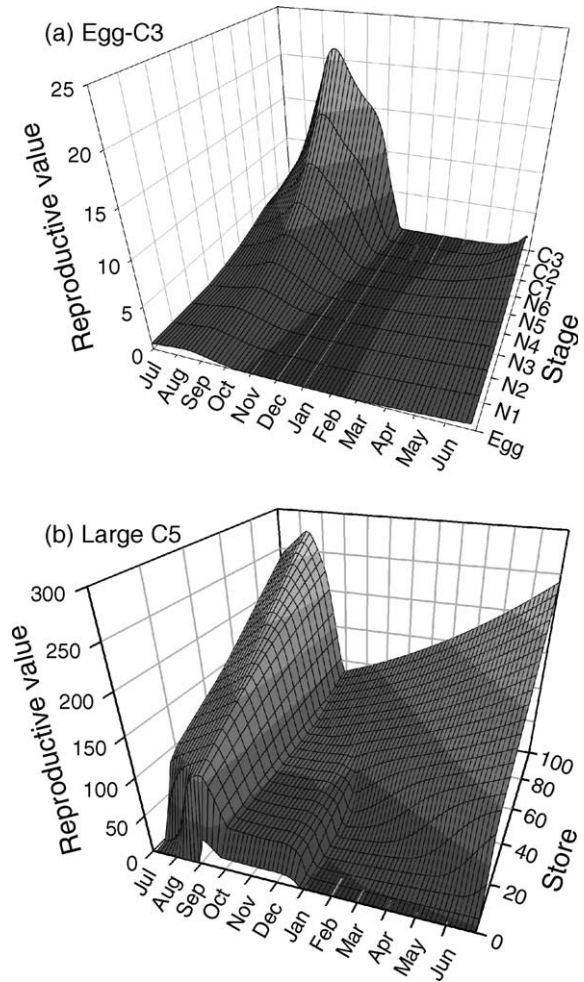 (a) Egg-C3
Reproductive value
25
20
15
10
5
0
Jul
Aug
Sep
Oct
Nov
Dec
Jan
Feb
Mar
Apr
May
Jun
Egg
N1
N2
N3
N4
N5
N6
C1
C2
C3
Stage
(b) Large C5
Reproductive value
300
250
200
150
100
50
0
Jul
Aug
Sep
Oct
Nov
Dec
Jan
Feb
Mar
Apr
May
Jun
0
20
40
60
80
100
Store